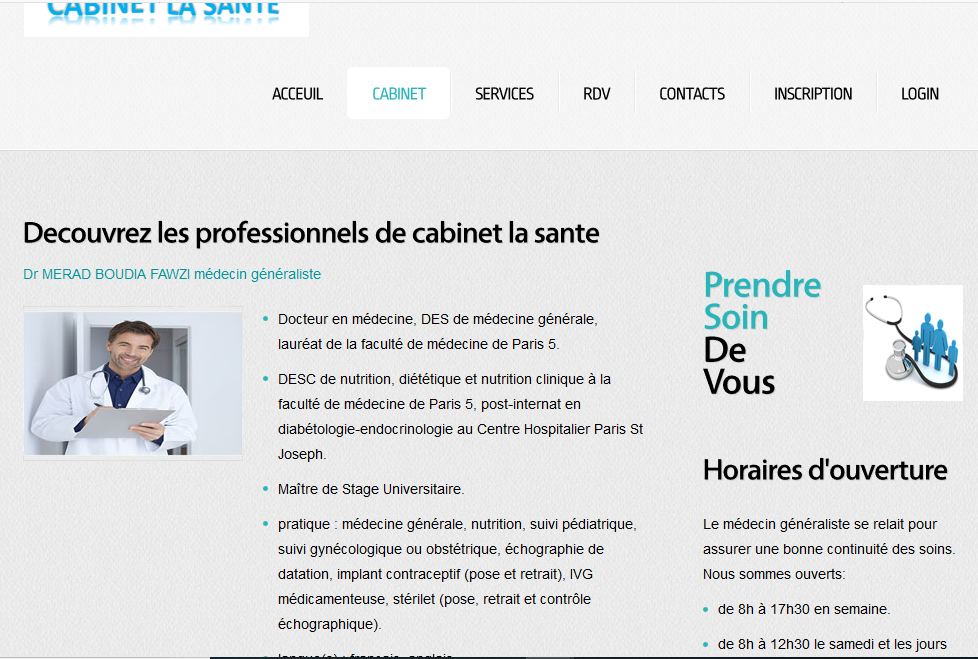 CABINET LA SANTE
ACCEUIL
CABINET
SERVICES
RDV
CONTACTS
INSCRIPTION
LOGIN
Decouvrez les professionnels de cabinet la sante
Dr MERAD BOUDIA FAWZI médecin généraliste
Docteur en médecine, DES de médecine générale,
lauréat de la faculté de médecine de Paris 5.
DESC de nutrition, diététique et nutrition clinique à la
faculté de médecine de Paris 5, post-internat en
diabétologie-endocrinologie au Centre Hospitalier Paris St
Joseph.
Maître de Stage Universitaire.
pratique : médecine générale, nutrition, suivi pédiatrique,
suivi gynécologique ou obstétrique, échographie de
datation, implant contraceptif (pose et retrait), IVG
médicamenteuse, stérilet (pose, retrait et contrôle
échographique).
langue(s) : français, anglais
Prendre
Soin
De
Vous
Horaires d'ouverture
Le médecin généraliste se relait pour
assurer une bonne continuité des soins.
Nous sommes ouverts:
de 8h à 17h30 en semaine.
de 8h à 12h30 le samedi et les jours